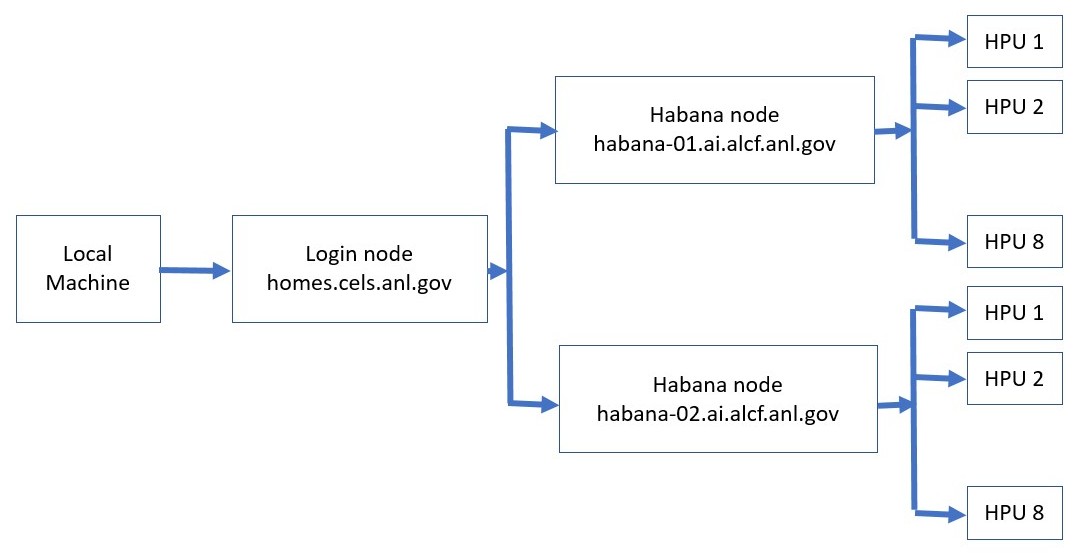 Local
Machine
Login node
homes.cels.anl.gov
Habana node
habana-01.ai.alcf.anl.gov
HPU 1
HPU 2
HPU 8
Habana node
habana-02.ai.alcf.anl.gov
HPU 1
HPU 2
HPU 8